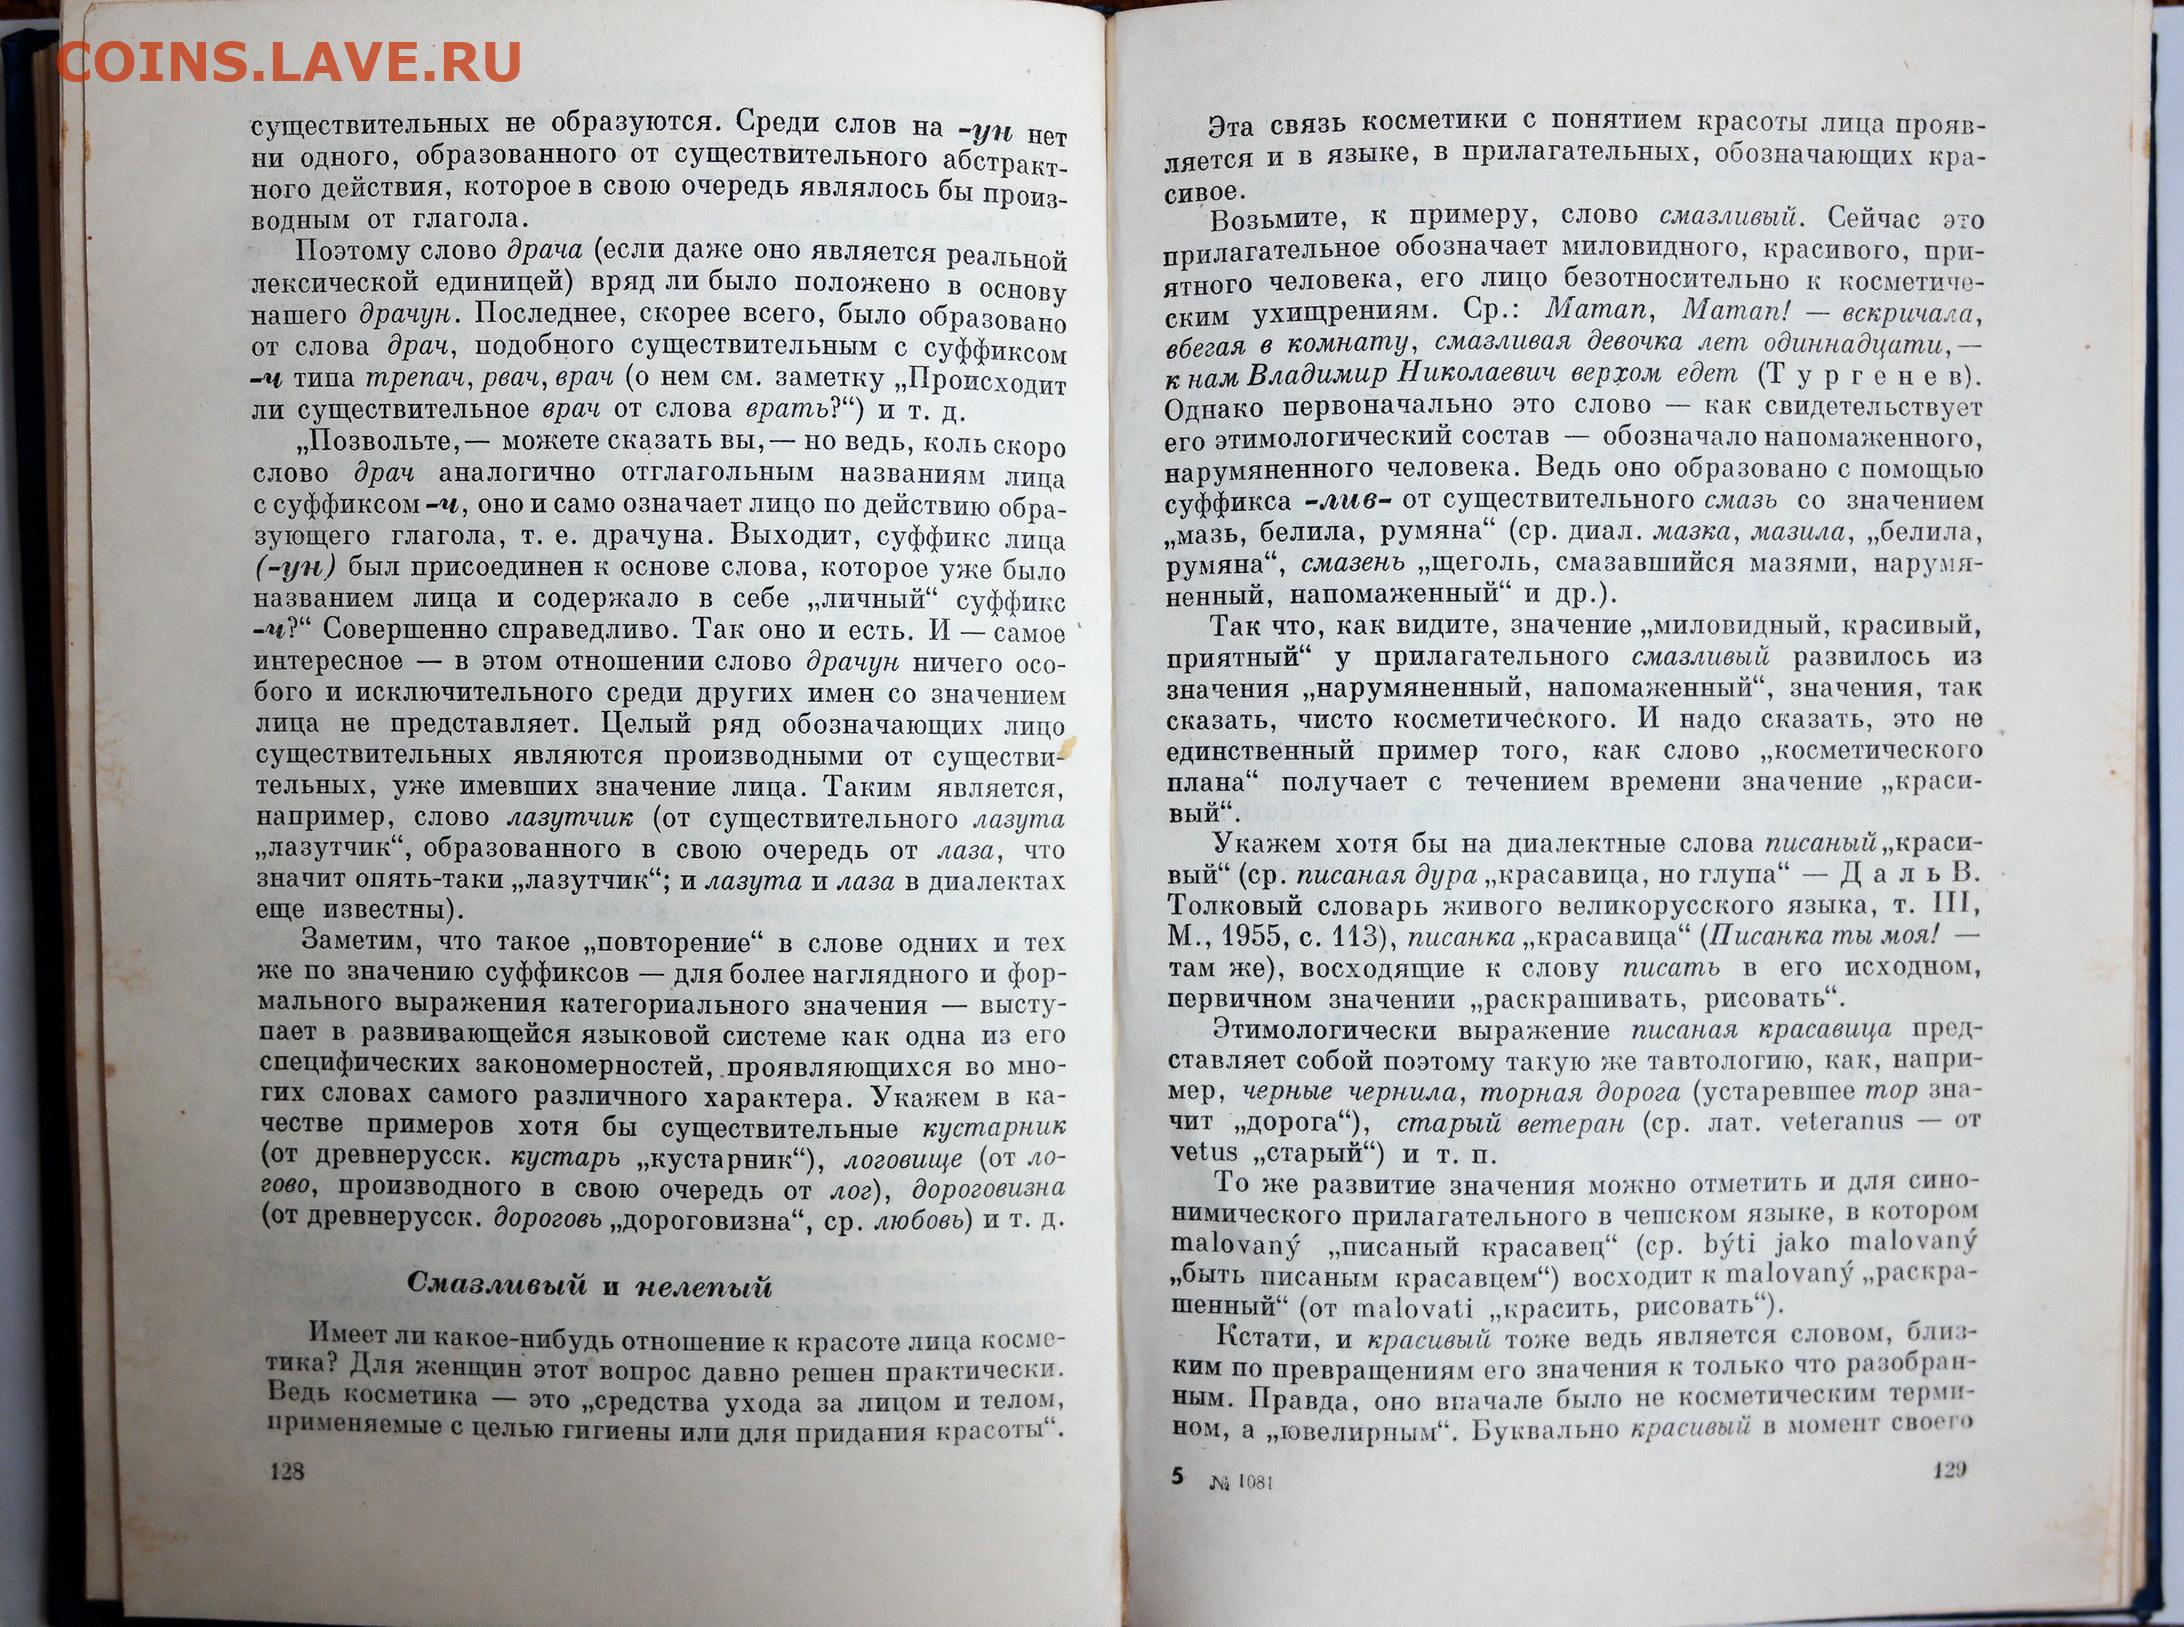 COINS.LAVE.RU
существительных не образуются. Среди слов на -ун нет
ни одного, образованного от существительного абстракт-
ного действия, которое в свою очередь являлось бы произ-
водным от глагола.
Поэтому слово драча (если даже оно является реальной
лексической единицей) вряд ли было положено в основу
нашего драчун. Последнее, скорее всего, было образовано
от слова драч, подобного существительным с суффиксом
-ч типа трепач, рвач, врач (о нем см. заметку „Происходит
ли существительное врач от слова врать?“) и т. д.
„Позвольте,— можете сказать вы,— но ведь, коль скоро
слово драч аналогично отглагольным названиям лица
с суффиксом -ч, оно и само означает лицо по действию обра-
зующего глагола, т. е. драчуна. Выходит, суффикс лица
(-ун) был присоединен к основе слова, которое уже было
названием лица и содержало в себе „личный“ суффикс
-ч?“ Совершенно справедливо. Так оно и есть. И — самое
интересное — в этом отношении слово драчун ничего осо-
бого и исключительного среди других имен со значением
лица не представляет. Целый ряд обозначающих лицо
существительных являются производными от существи-
тельных, уже имевших значение лица. Таким является,
например, слово лазутчик (от существительного лазута
„лазутчик“, образованного в свою очередь от лаза, что
значит опять-таки „лазутчик“; и лазута и лаза в диалектах
еще известны).
Заметим, что такое „повторение“ в слове одних и тех
же по значению суффиксов — для более наглядного и фор-
мального выражения категориального значения — высту-
пает в развивающейся языковой системе как одна из его
специфических закономерностей, проявляющихся во мно-
гих словах самого различного характера. Укажем в ка-
честве примеров хотя бы существительные кустарник
(от древнерусск. кустарь „кустарник“), логовище (от ло-
гово, производного в свою очередь от лог), дороговизна
(от древнерусск. дороговь „дороговизна“, ср. любовь) и т. д.
Смазливый и нелепый
Имеет ли какое-нибудь отношение к красоте лица косме-
тика? Для женщин этот вопрос давно решен практически.
Ведь косметика — это „средства ухода за лицом и телом,
применяемые с целью гигиены или для придания красоты“.
128
Эта связь косметики с понятием красоты лица прояв-
ляется и в языке, в прилагательных, обозначающих кра-
сивое.
Возьмите, к примеру, слово смазливый. Сейчас это
прилагательное обозначает миловидного, красивого, при-
ятного человека, его лицо безотносительно к косметиче-
ским ухищрениям. Ср.: Maman, Maman! — вскричала,
вбегая в комнату, смазливая девочка лет одиннадцати,—
к нам Владимир Николаевич верхом едет (Тургенев).
Однако первоначально это слово — как свидетельствует
его этимологический состав — обозначало напомаженного,
нарумяненного человека. Ведь оно образовано с помощью
суффикса -лив- от существительного смазь со значением
„мазь, белила, румяна“ (ср. диал. мазка, мазила, „белила,
румяна“, смазень „щеголь, смазавшийся мазями, нарумя-
ненный, напомаженный“ и др.).
Так что, как видите, значение „миловидный, красивый,
приятный“ у прилагательного смазливый развилось из
значения „нарумяненный, напомаженный“, значения, так
сказать, чисто косметического. И надо сказать, это не
единственный пример того, как слово „косметического
плана“ получает с течением времени значение „краси-
вый“.
Укажем хотя бы на диалектные слова писаный „краси-
вый“ (ср. писаная дура „красавица, но глупа“ — Даль В.
Толковый словарь живого великорусского языка, т. III,
М., 1955, с. 113), писанка „красавица“ (Писанка ты моя! —
там же), восходящие к слову писать в его исходном,
первичном значении „раскрашивать, рисовать“.
Этимологически выражение писаная красавица пред-
ставляет собой поэтому такую же тавтологию, как, напри-
мер, черные чернила, торная дорога (устаревшее тор зна-
чит „дорога“), старый ветеран (ср. лат. veteranus — от
vetus „старый“) и т. п.
То же развитие значения можно отметить и для сино-
нимического прилагательного в чешском языке, в котором
malovaný „писаный красавец“ (ср. býti jako malovaný
„быть писаным красавцем“) восходит к malovaný „раскра-
шенный“ (от malovati „красить, рисовать“).
Кстати, и красивый тоже ведь является словом, близ-
ким по превращениям его значения к только что разобран-
ным. Правда, оно вначале было не косметическим терми-
ном, а „ювелирным“. Буквально красивый в момент своего
5 № 1081
129